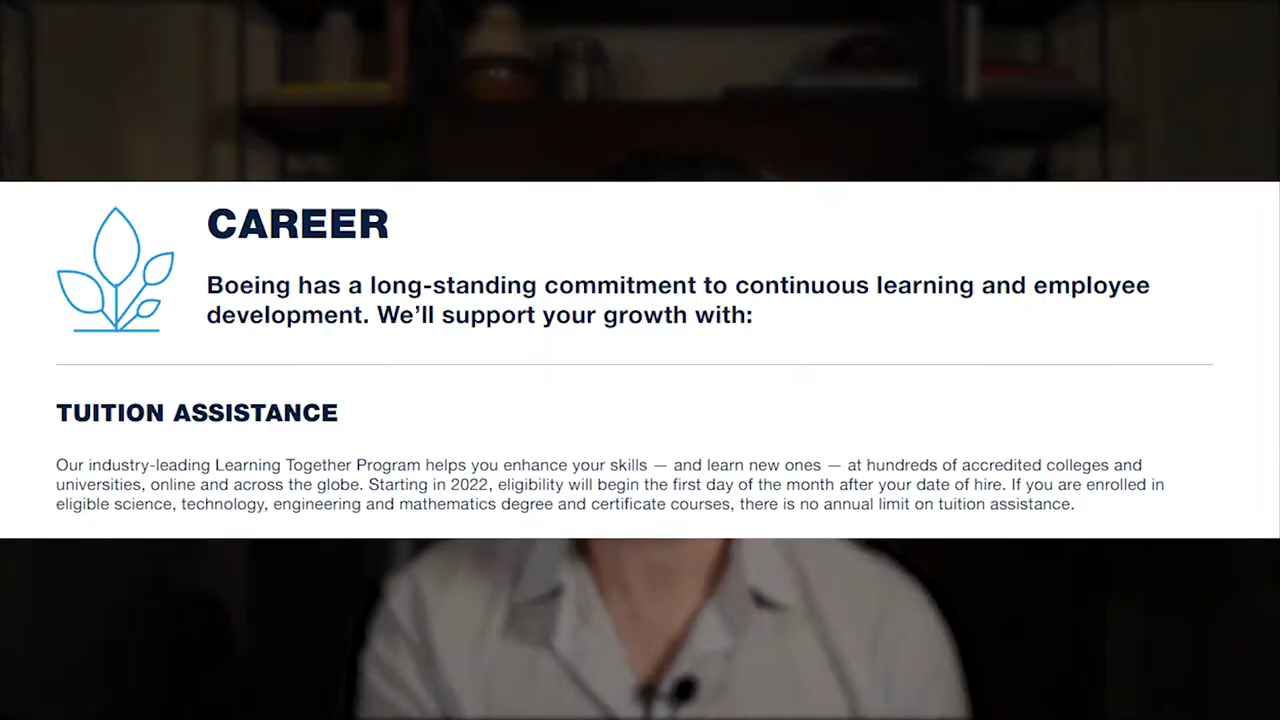 CAREER
Boeing has a long-standing commitment to continuous learning and employee
development. We’ll support your growth with:
TUITION ASSISTANCE
Our industry-leading Learning Together Program helps you enhance your skills — and learn new ones — at hundreds of accredited colleges and
universities, online and across the globe. Starting in 2022, eligibility will begin the first day of the month after your date of hire. If you are enrolled in
eligible science, technology, engineering and mathematics degree and certificate courses, there is no annual limit on tuition assistance.